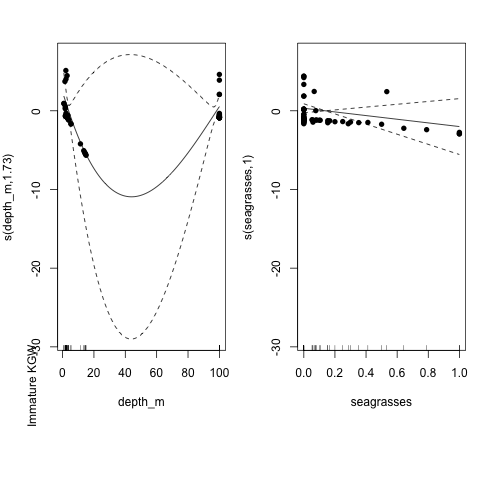 s(depth_m,1.73)
0
-10
-20
-30
0 20 40 60 80 100
depth_m
Immature KGW
s(seagrasses,1)
0
-10
-20
-30
0.0 0.2 0.4 0.6 0.8 1.0
seagrasses